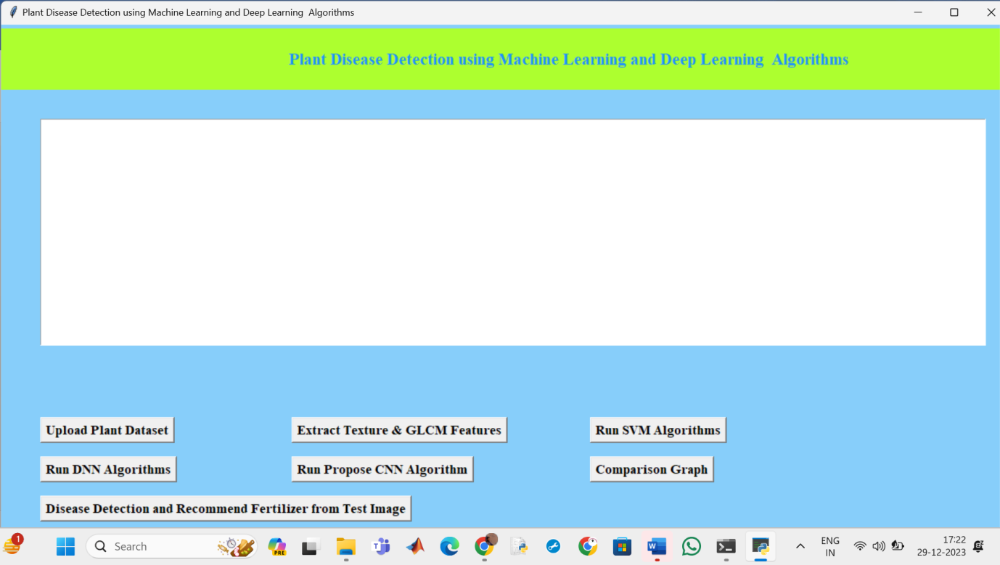 Plant Disease Detection using Machine Learning and Deep Learning  Algorithms
Plant Disease Detection using Machine Learning and Deep Learning  Algorithms
Upload Plant Dataset
Extract Texture & GLCM Features
Run SVM Algorithms
Run DNN Algorithms
Run Propose CNN Algorithm
Comparison Graph
Disease Detection and Recommend Fertilizer from Test Image
1
Search
PRE
T
W
ENG
IN
17:22
29-12-2023